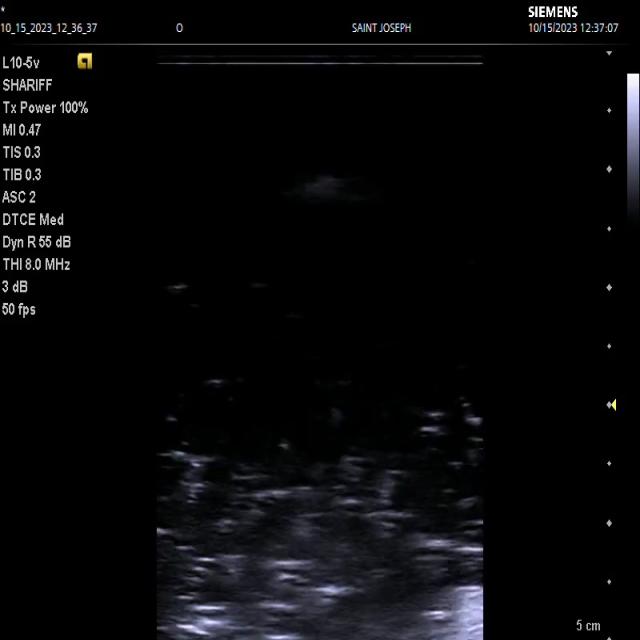 *
SIEMENS
10_15_2023_12_36_37 O SAINT JOSEPH 10/15/2023 12:37:07
L10-5v
SHARIFF
Tx Power 100%
MI 0.47
TIS 0.3
TIB 0.3
ASC 2
DTCE Med
Dyn R 55 dB
THI 8.0 MHz
3 dB
50 fps
5 cm